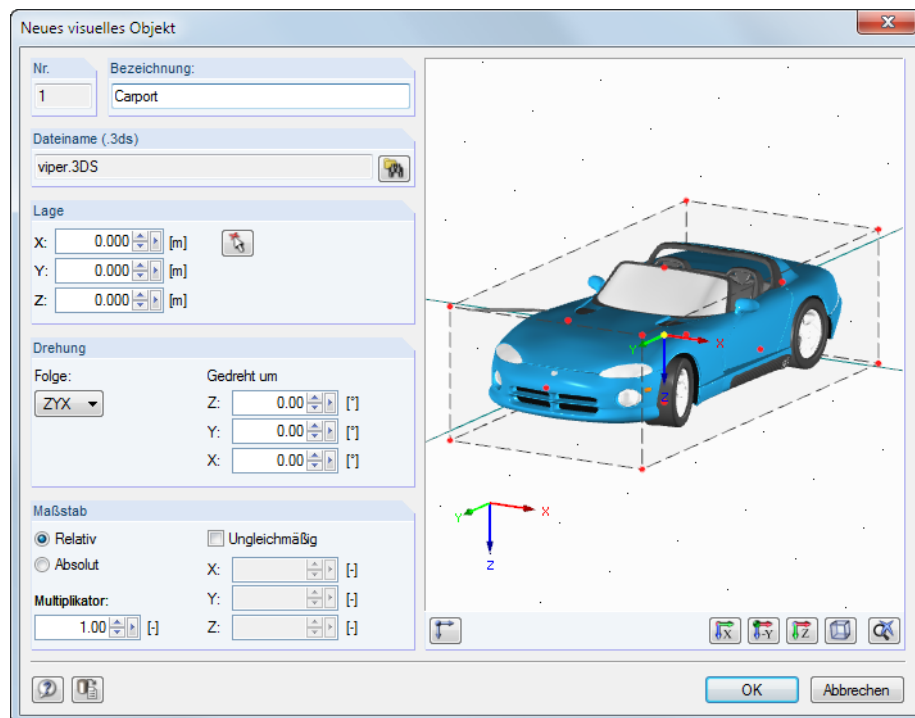 Neues visuelles Objekt
Nr.
Bezeichnung:
1
Carport
Dateiname (.3ds)
viper.3DS
Lage
X: 0.000 [m]
Y: 0.000 [m]
Z: 0.000 [m]
Drehung
Folge:
Gedreht um
ZYX
Z: 0.00 [°]
Y: 0.00 [°]
X: 0.00 [°]
Maßstab
Relativ
Absolut
Multiplikator:
1.00 [-]
Ungleichmäßig
X: [-]
Y: [-]
Z: [-]
Y
X
Z
Y
X
Z
X
-Y
Z
OK
Abbrechen